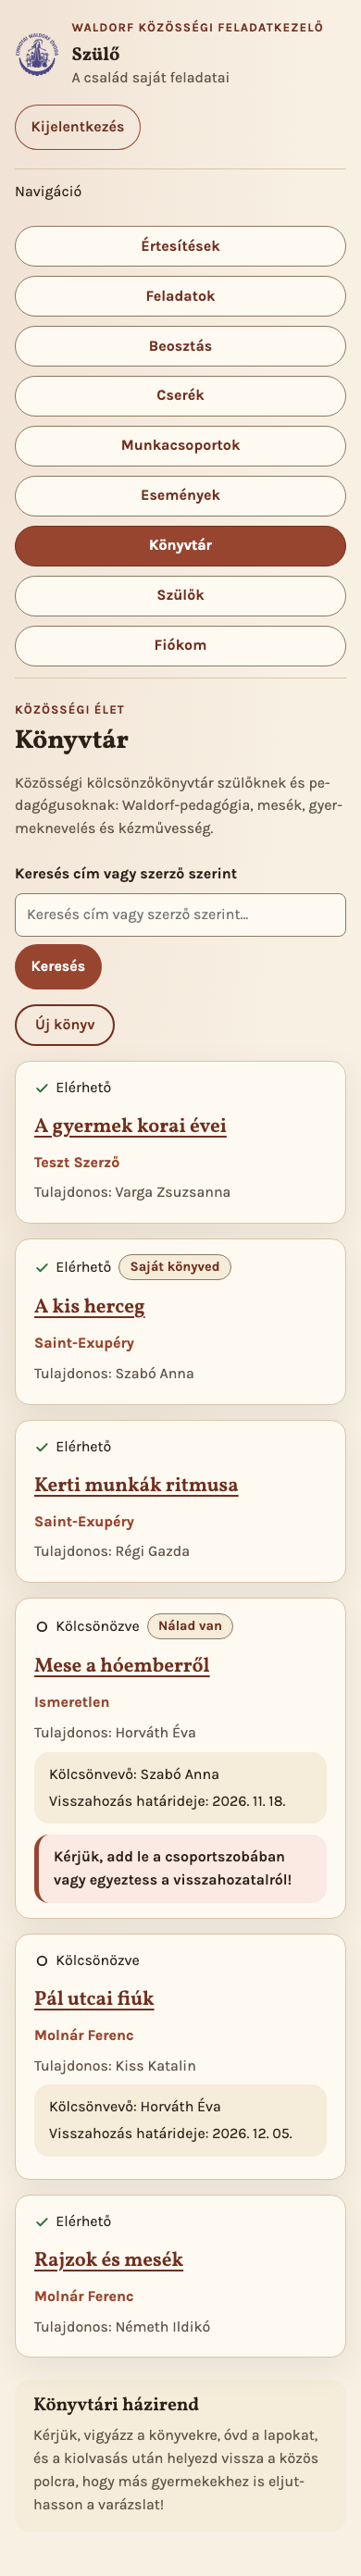 WALDORF KÖZÖSSÉGI FELADATKEZELŐ
Szülő
A család saját feladatai
Kijelentkezés
Navigáció
Értesítések
Feladatok
Beosztás
Cserék
Munkacsoportok
Események
Könyvtár
Szülők
Fiókom
KÖZÖSSÉGI ÉLET
Könyvtár
Közösségi kölcsönzőkönyvtár szülőknek és pe-
dagógusoknak: Waldorf-pedagógia, mesék, gyer-
meknevelés és kézművesség.
Keresés cím vagy szerző szerint
Keresés cím vagy szerző szerint...
Keresés
Új könyv
Elérhető
A gyermek korai évei
Teszt Szerző
Tulajdonos: Varga Zsuzsanna
Elérhető Saját könyved
A kis herceg
Saint-Exupéry
Tulajdonos: Szabó Anna
Elérhető
Kerti munkák ritmusa
Saint-Exupéry
Tulajdonos: Régi Gazda
Kölcsönözve Nálad van
Mese a hóemberről
Ismeretlen
Tulajdonos: Horváth Éva
Kölcsönvevő: Szabó Anna
Visszahozás határideje: 2026. 11. 18.
Kérjük, add le a csoportszobában
vagy egyeztess a visszahozatalról!
Kölcsönözve
Pál utcai fiúk
Molnár Ferenc
Tulajdonos: Kiss Katalin
Kölcsönvevő: Horváth Éva
Visszahozás határideje: 2026. 12. 05.
Elérhető
Rajzok és mesék
Molnár Ferenc
Tulajdonos: Németh Ildikó
Könyvtári házirend
Kérjük, vigyázz a könyvekre, óvd a lapokat,
és a kiolvasás után helyezd vissza a közös
polcra, hogy más gyermekekhez is eljut-
hasson a varázslat!